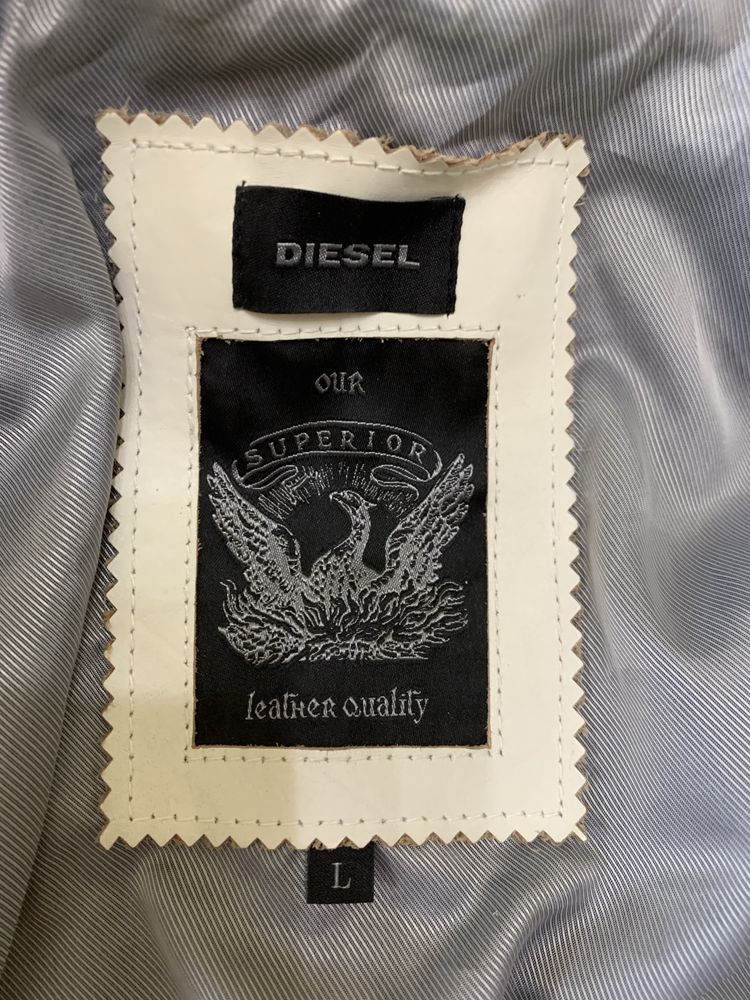 DIESEL
OUR
SUPERIOR
leather Quality
L